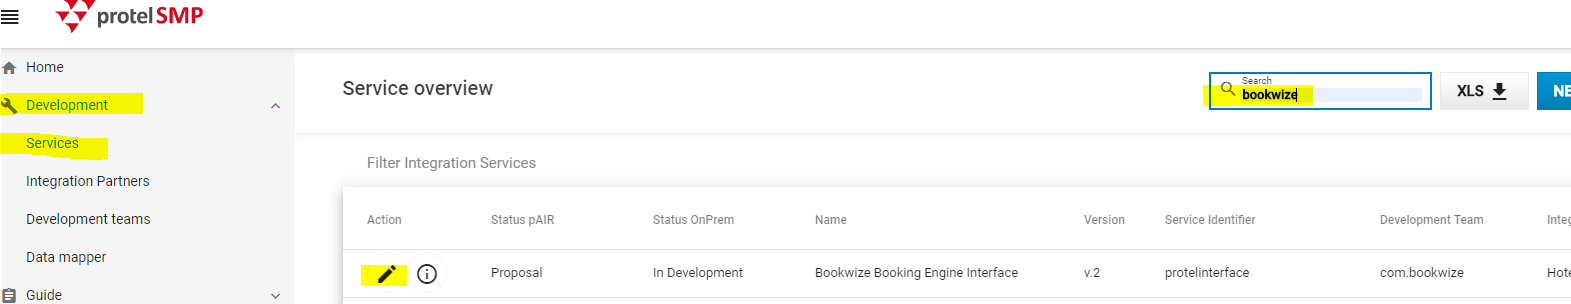 protel SMP
Home
Development
Services
Integration Partners
Development teams
Data mapper
Guide
Service overview
Search
bookwize
XLS
NE
Filter Integration Services
Action Status pAIR Status OnPrem Name Version Service Identifier Development Team Integ
Proposal In Development Bookwize Booking Engine Interface v.2 protelinterface com.bookwize Hote